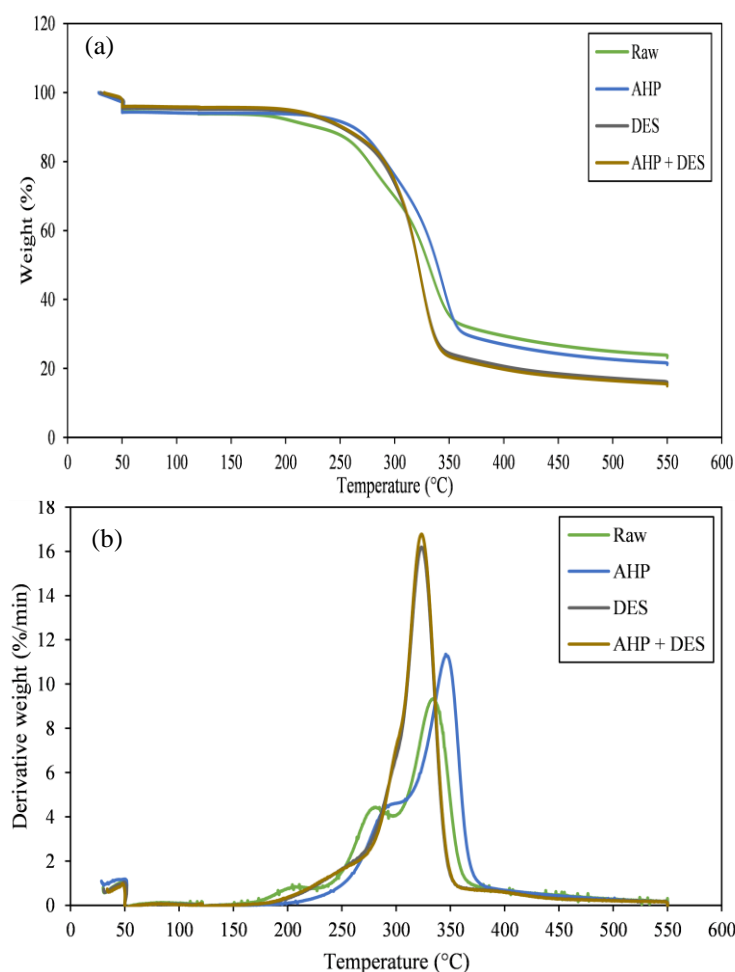 (a)
120
100
80
60
40
20
0
Weight (%)
0 50 100 150 200 250 300 350 400 450 500 550 600
Temperature (°C)
Raw
AHP
DES
AHP + DES
(b)
18
16
14
12
10
8
6
4
2
0
Derivative weight (%/min)
0 50 100 150 200 250 300 350 400 450 500 550 600
Temperature (°C)
Raw
AHP
DES
AHP + DES